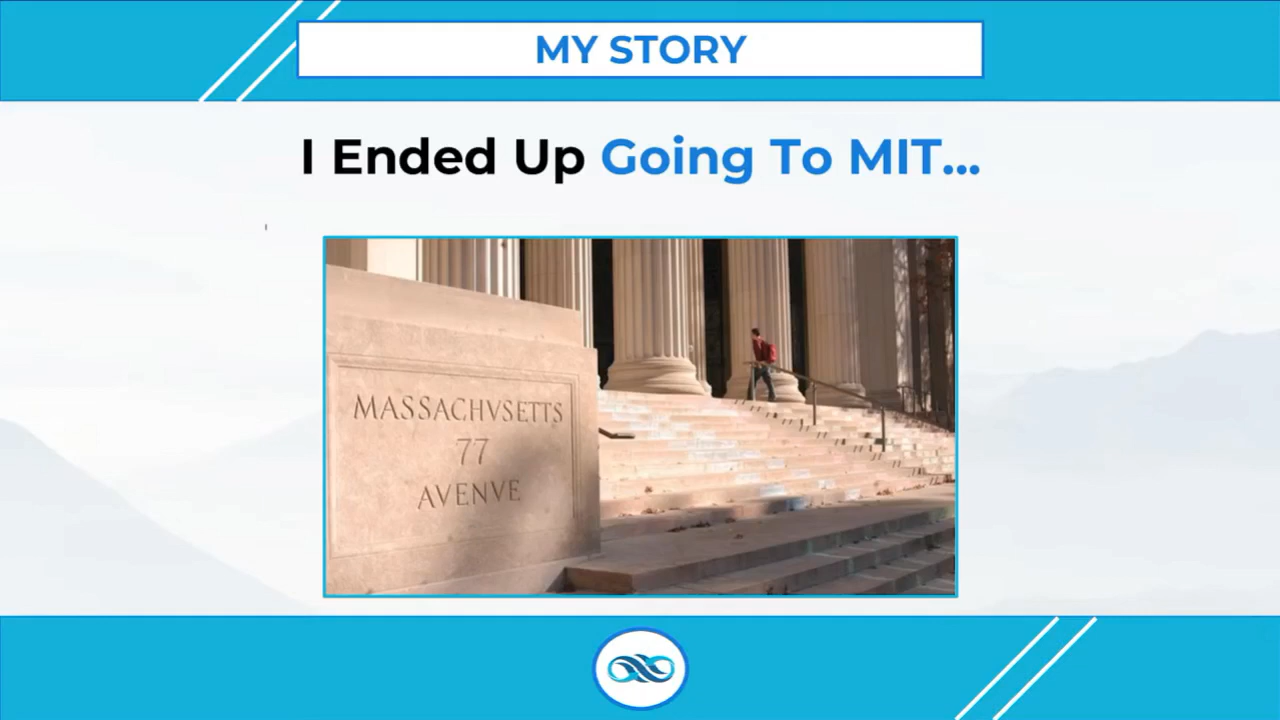 MY STORY
I Ended Up Going To MIT...
MASSACHVSETTS
77
AVENVE